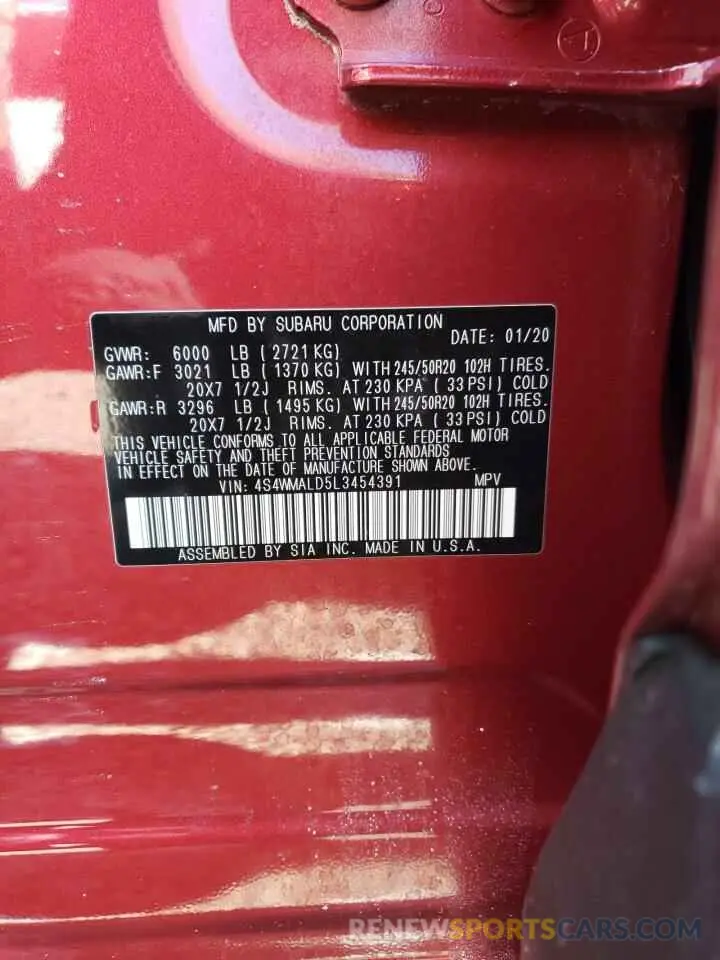 MFD BY SUBARU CORPORATION
DATE: 01/20
GVWR: 6000 LB (2721 KG)
GAWR:F 3021 LB (1370 KG) WITH 245/50R20 102H TIRES.
20X7 1/2J RIMS. AT 230 KPA (33 PSI) COLD
GAWR:R 3296 LB (1495 KG) WITH 245/50R20 102H TIRES.
20X7 1/2J RIMS. AT 230 KPA (33 PSI) COLD
THIS VEHICLE CONFORMS TO ALL APPLICABLE FEDERAL MOTOR
VEHICLE SAFETY AND THEFT PREVENTION STANDARDS
IN EFFECT ON THE DATE OF MANUFACTURE SHOWN ABOVE.
VIN: 4S4WMALD5L3454391 MPV
ASSEMBLED BY SIA INC. MADE IN U.S.A.
RENEWSPORTSCARS.COM